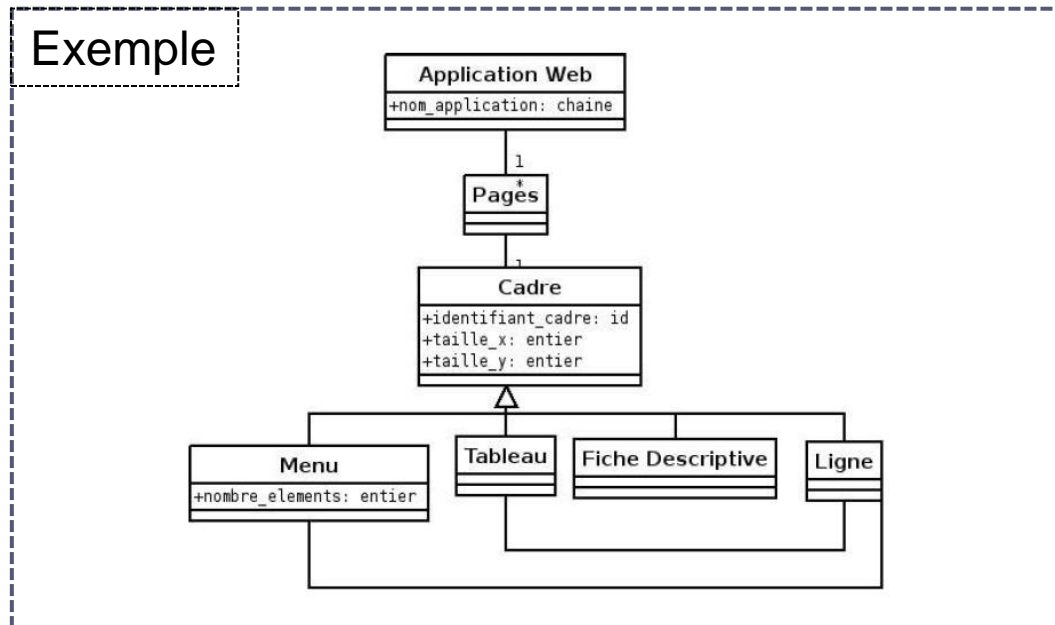 Exemple
Application Web
+nom_application: chaine
1
*
Pages
1
Cadre
+identifiant_cadre: id
+taille_x: entier
+taille_y: entier
Menu
+nombre_elements: entier
Tableau
Fiche Descriptive
Ligne